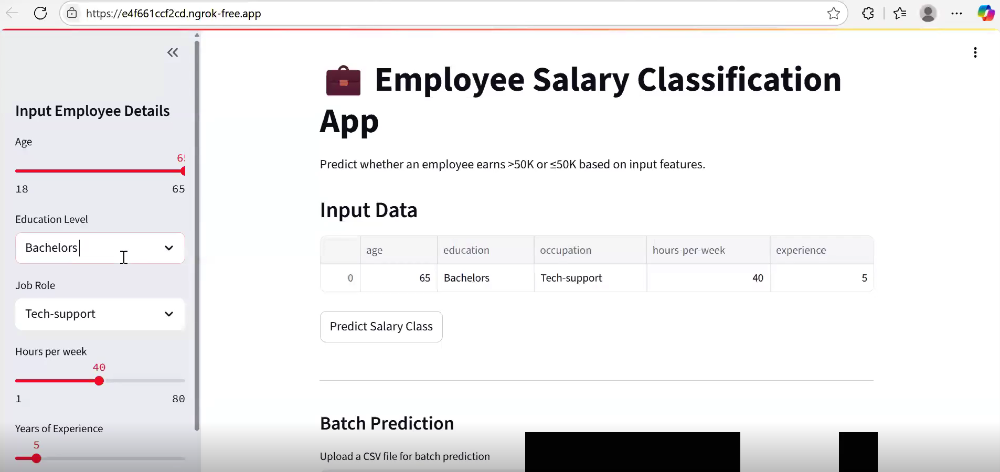 https://e4f661ccf2cd.ngrok-free.app
Input Employee Details
Age
65
18 65
Education Level
Bachelors
Job Role
Tech-support
Hours per week
40
1 80
Years of Experience
5
Employee Salary Classification
App
Predict whether an employee earns >50K or ≤50K based on input features.
Input Data
age education occupation hours-per-week experience
0 65 Bachelors Tech-support 40 5
Predict Salary Class
Batch Prediction
Upload a CSV file for batch prediction